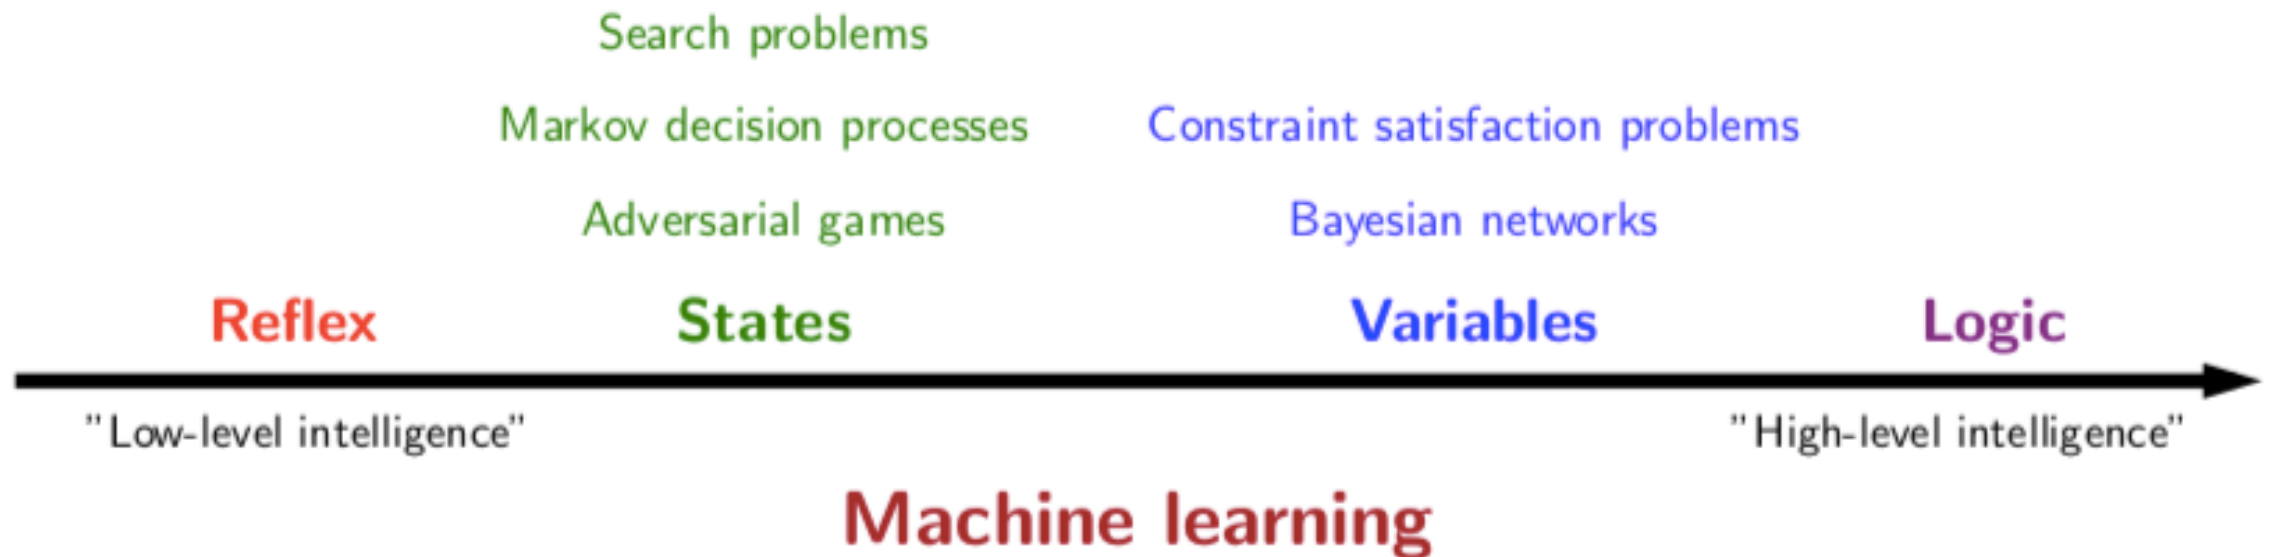 Search problems
Markov decision processes Constraint satisfaction problems
Adversarial games Bayesian networks
Reflex States Variables Logic
"Low-level intelligence" "High-level intelligence"
Machine learning